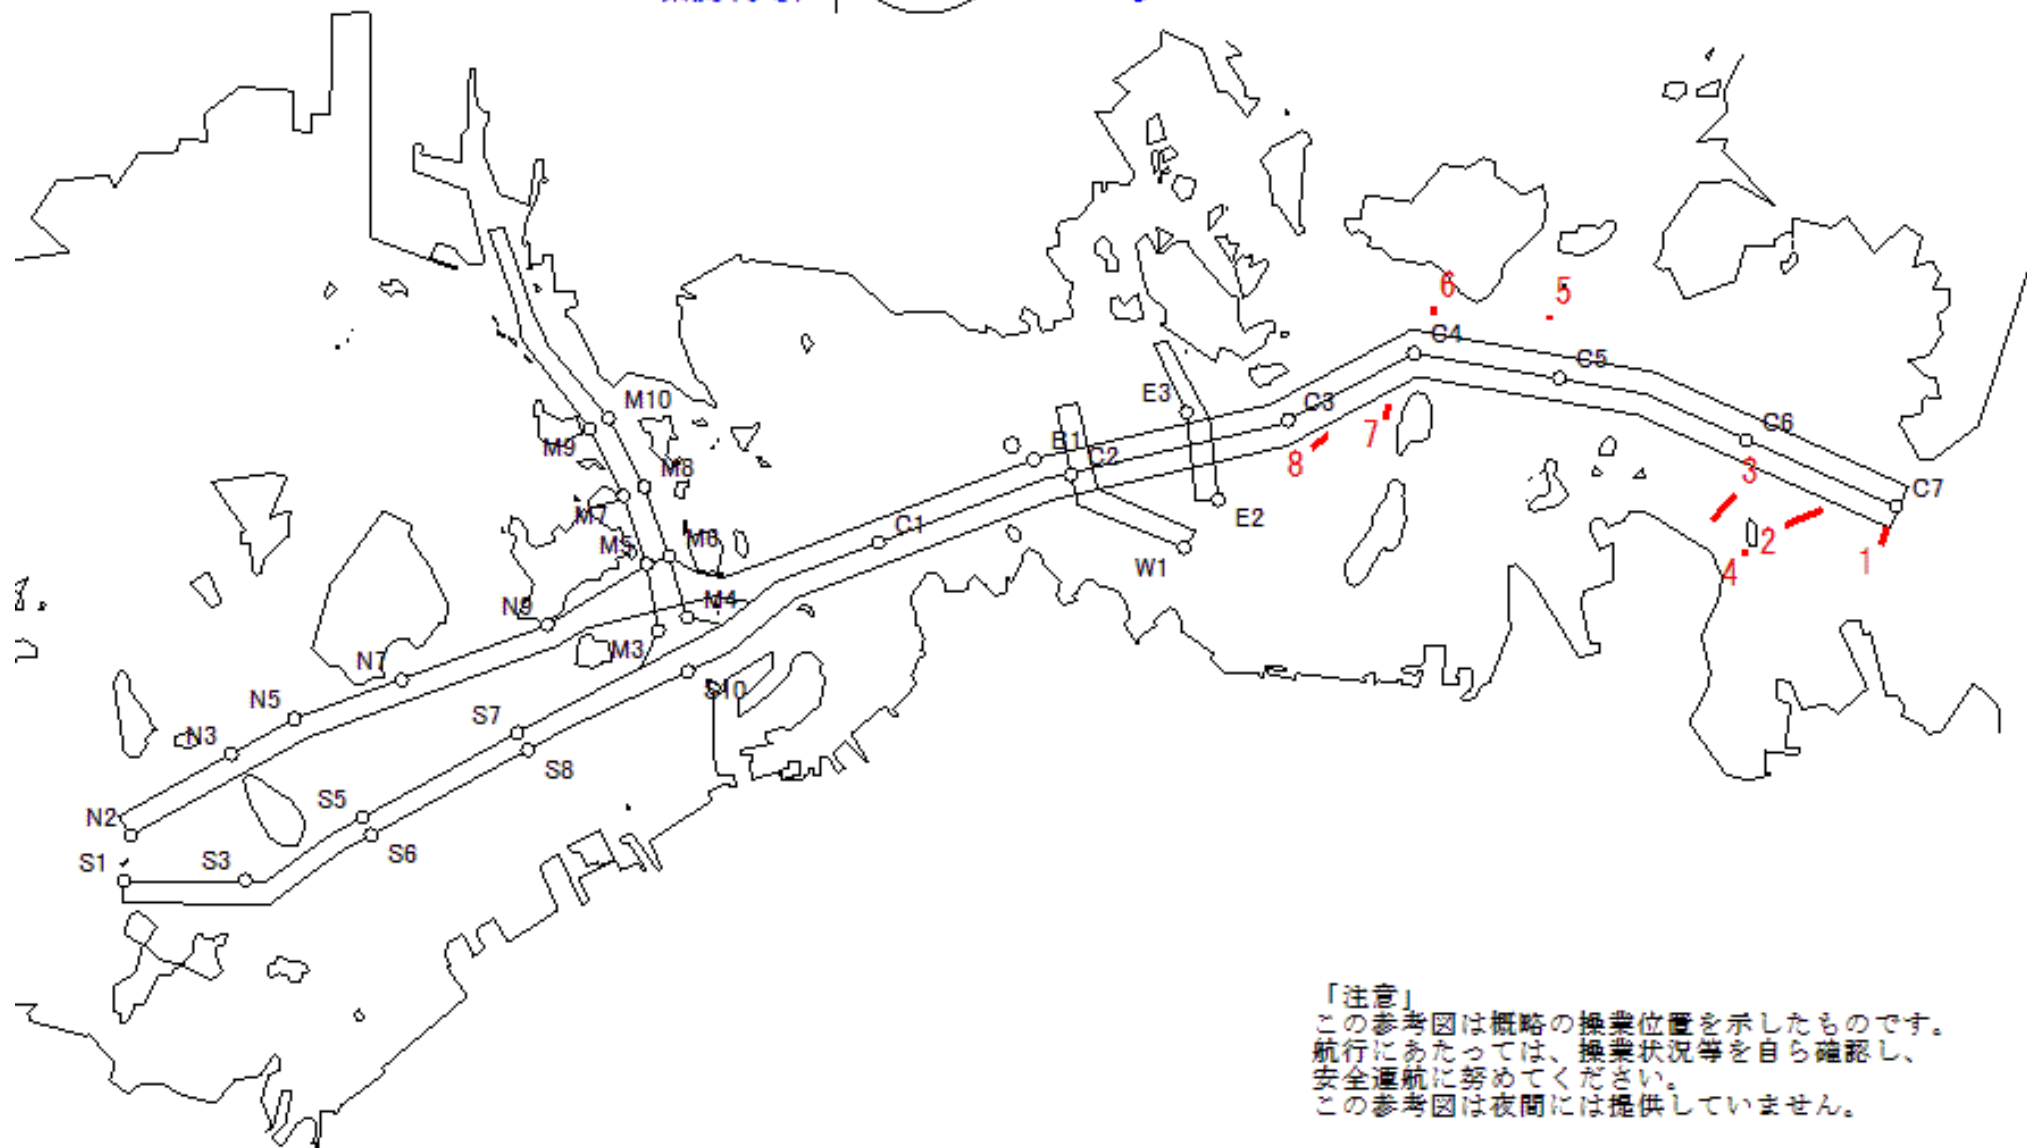 6
5
C4
C5
E3
M10
C3
C6
7
B1
M9
8
C2
3
M8
C7
M7
E2
C1
2
M5
M6
W1
1
4
N9
M4
M3
N7
S10
N5
S7
N3
S8
S5
N2
S6
S1
S3
「注意」
この参考図は概略の操業位置を示したものです。
航行にあたっては、操業状況等を自ら確認し、
安全運航に努めてください。
この参考図は夜間には提供していません。